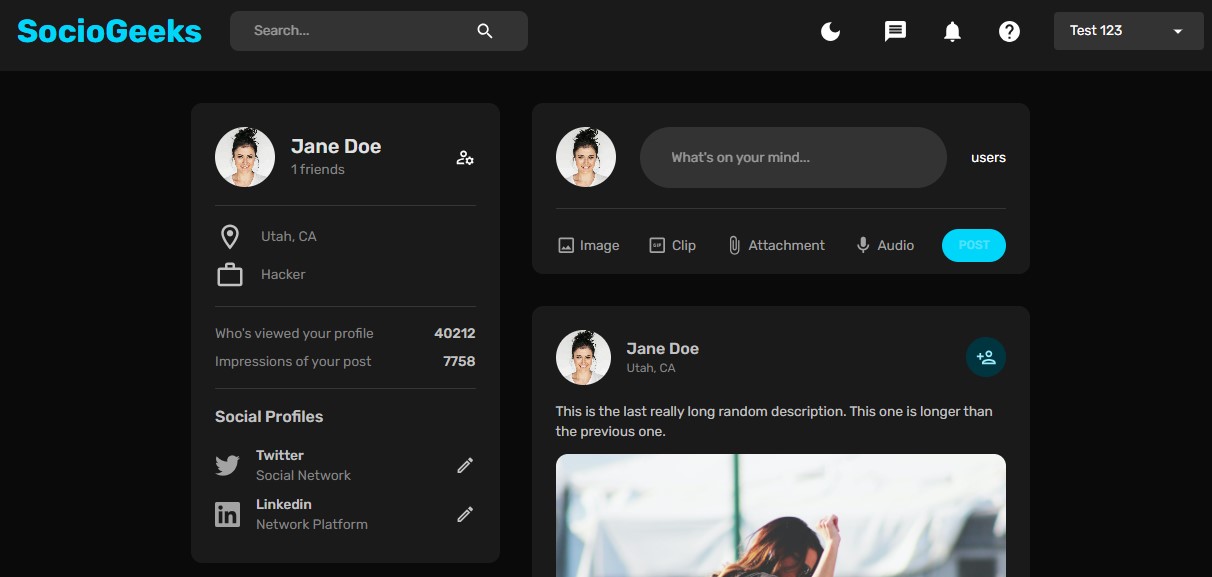 SocioGeeks
Search...
Test 123
Jane Doe
1 friends
Utah, CA
Hacker
Who's viewed your profile 40212
Impressions of your post 7758
Social Profiles
Twitter
Social Network
Linkedin
Network Platform
What's on your mind...
users
Image
GIF Clip
Attachment
Audio
POST
Jane Doe
Utah, CA
This is the last really long random description. This one is longer than
the previous one.